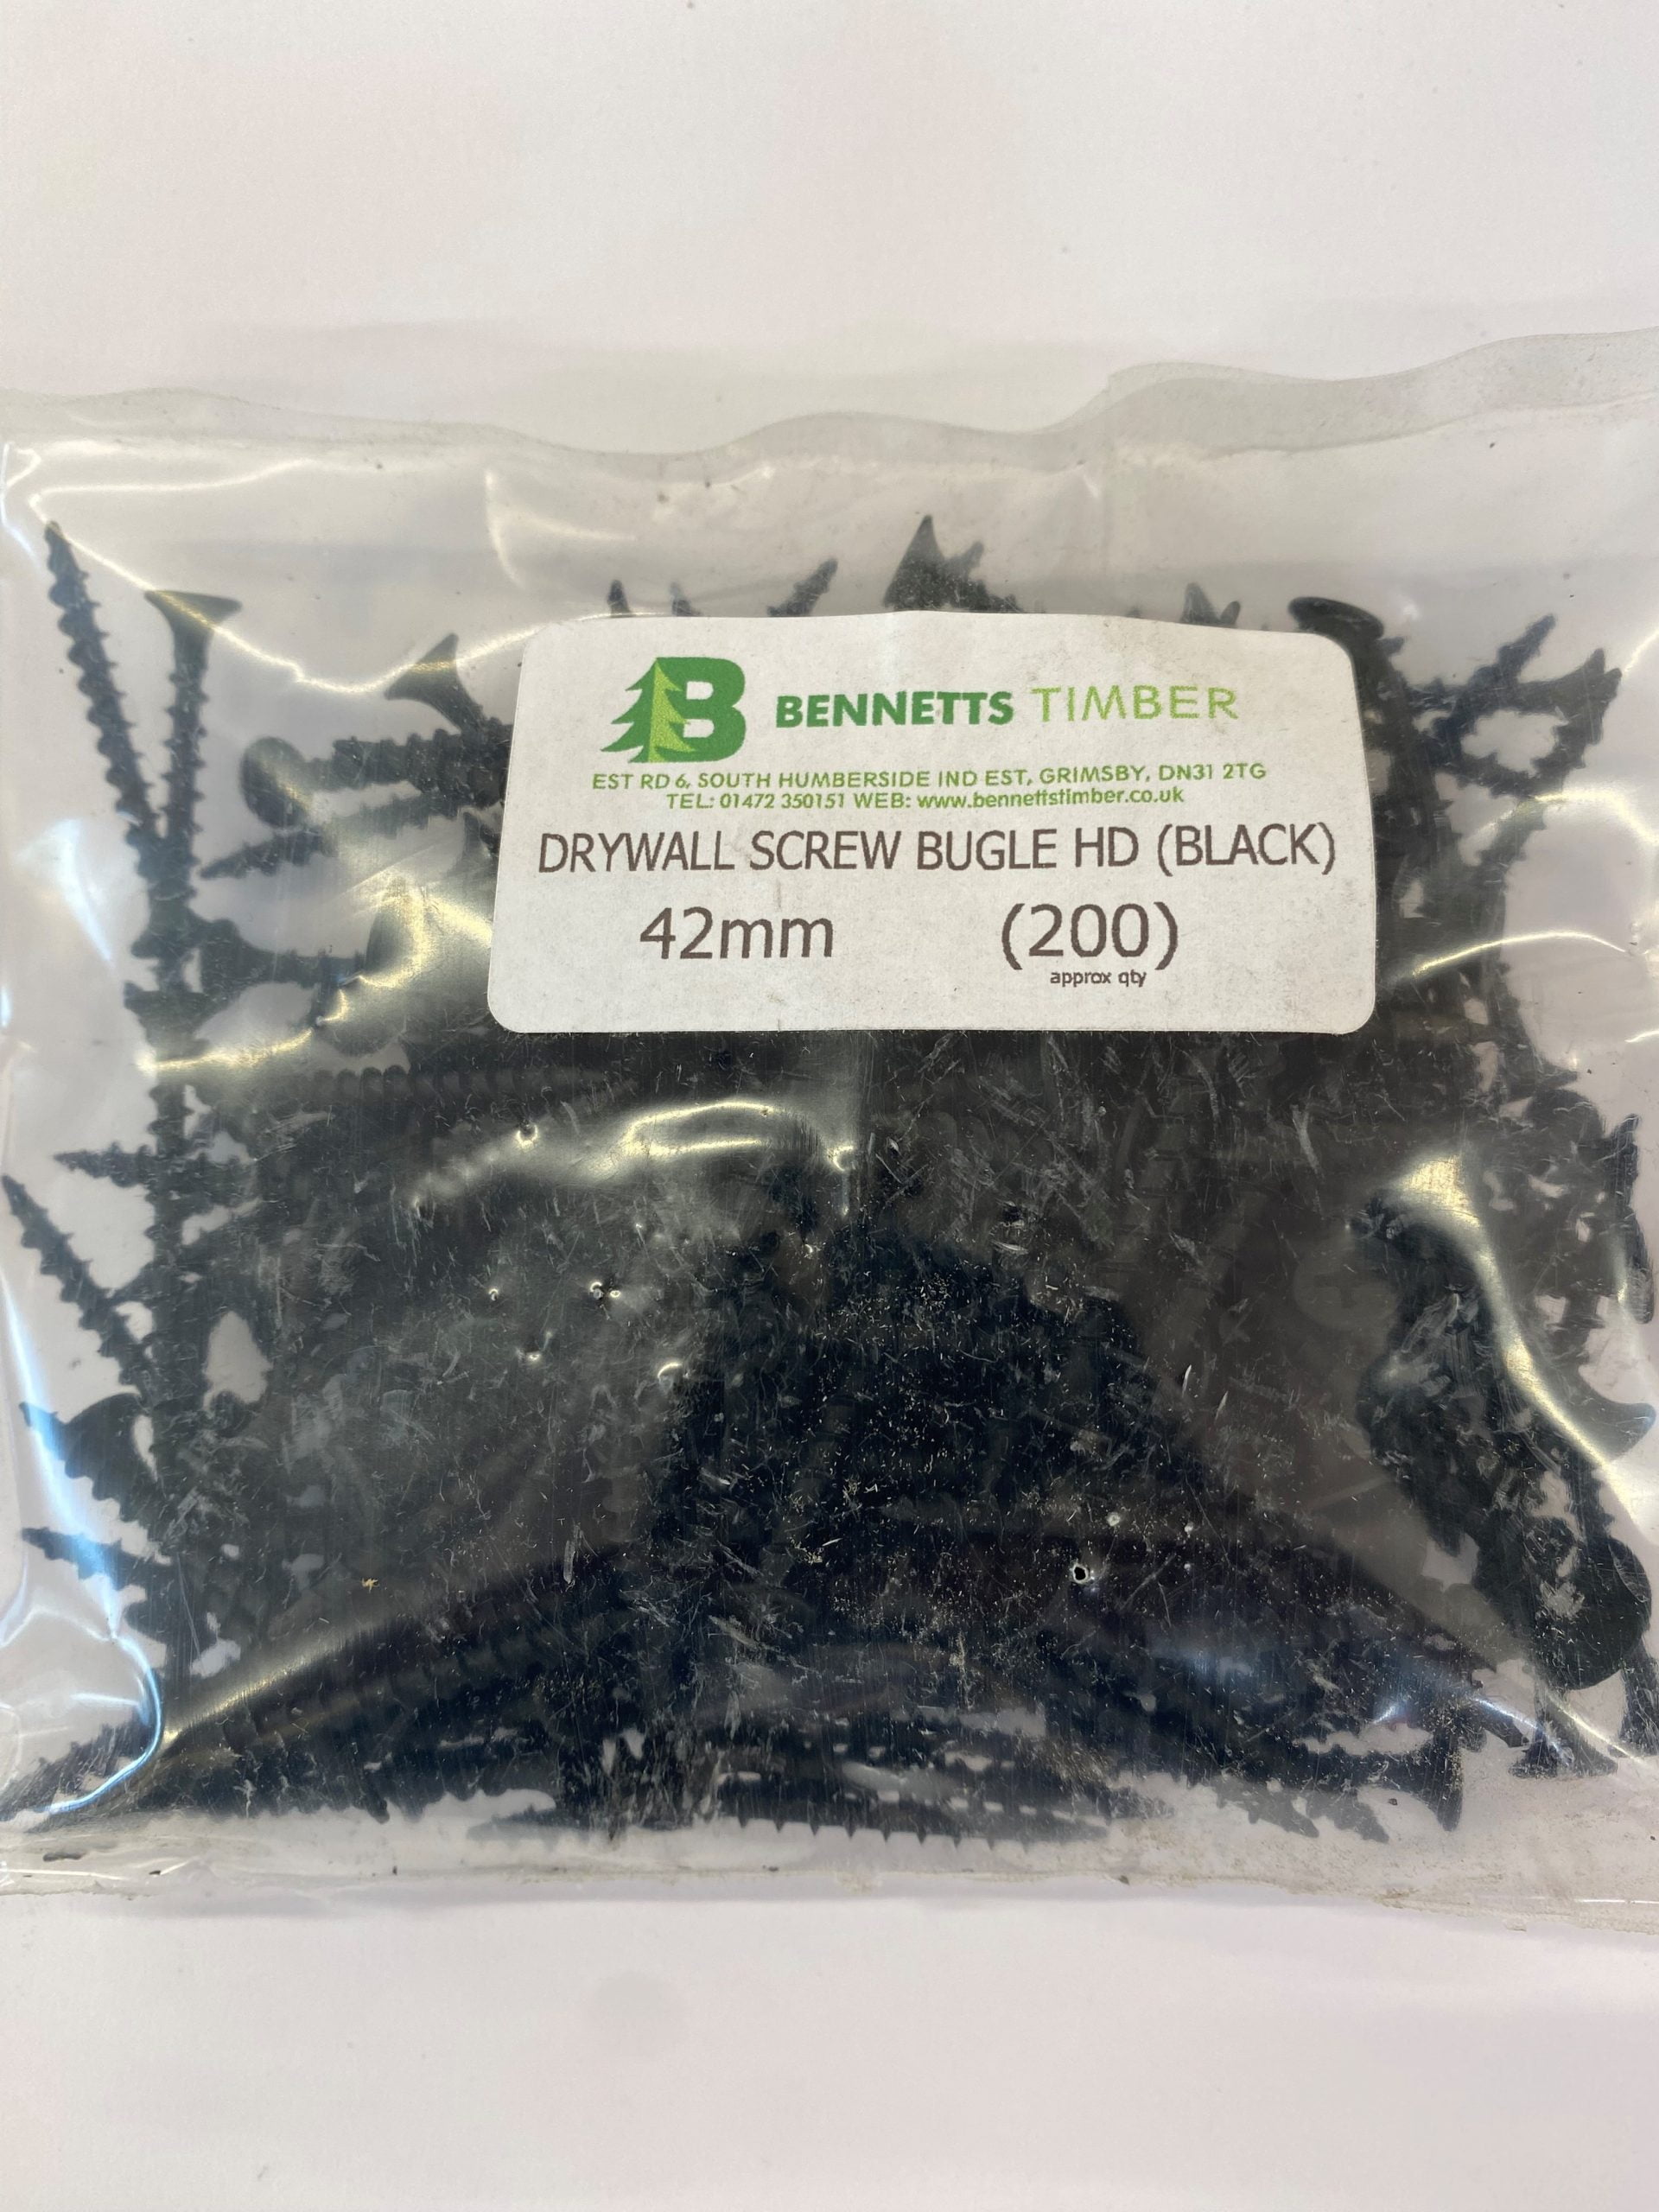 B BENNETTS TIMBER
EST RD 6, SOUTH HUMBERSIDE IND EST, GRIMSBY, DN31 2TG
TEL: 01472 350151 WEB: www.bennettstimber.co.uk
DRYWALL SCREW BUGLE HD (BLACK)
42mm (200)
approx qty